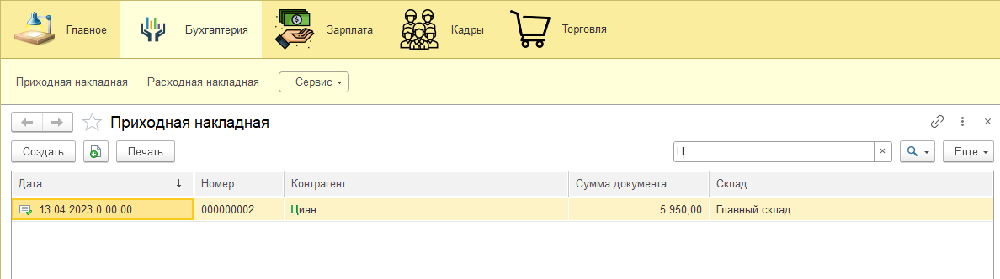 Главное Бухгалтерия Зарплата Кадры Торговля
Приходная накладная Расходная накладная Сервис
Приходная накладная
Создать Печать Ц Еще
Дата Номер Контрагент Сумма документа Склад
13.04.2023 0:00:00 000000002 Циан 5 950,00 Главный склад